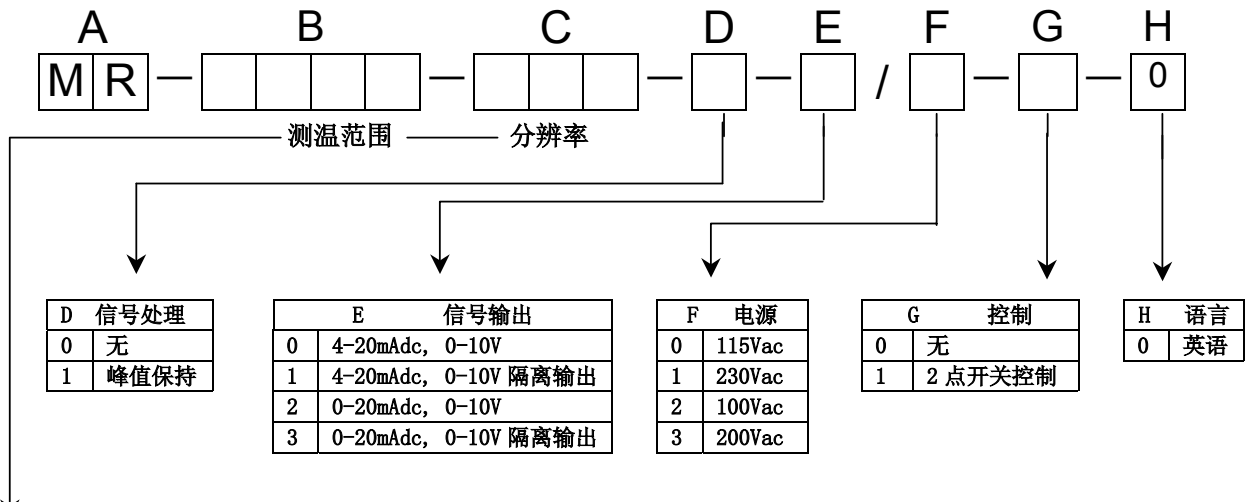 A B C D E F G H
M R — — — — / — — 0
测温范围 —— 分辨率
D 信号处理
0 无
1 峰值保持
E 信号输出
0 4-20mAdc, 0-10V
1 4-20mAdc, 0-10V 隔离输出
2 0-20mAdc, 0-10V
3 0-20mAdc, 0-10V 隔离输出
F 电源
0 115Vac
1 230Vac
2 100Vac
3 200Vac
G 控制
0 无
1 2点开关控制
H 语言
0 英语